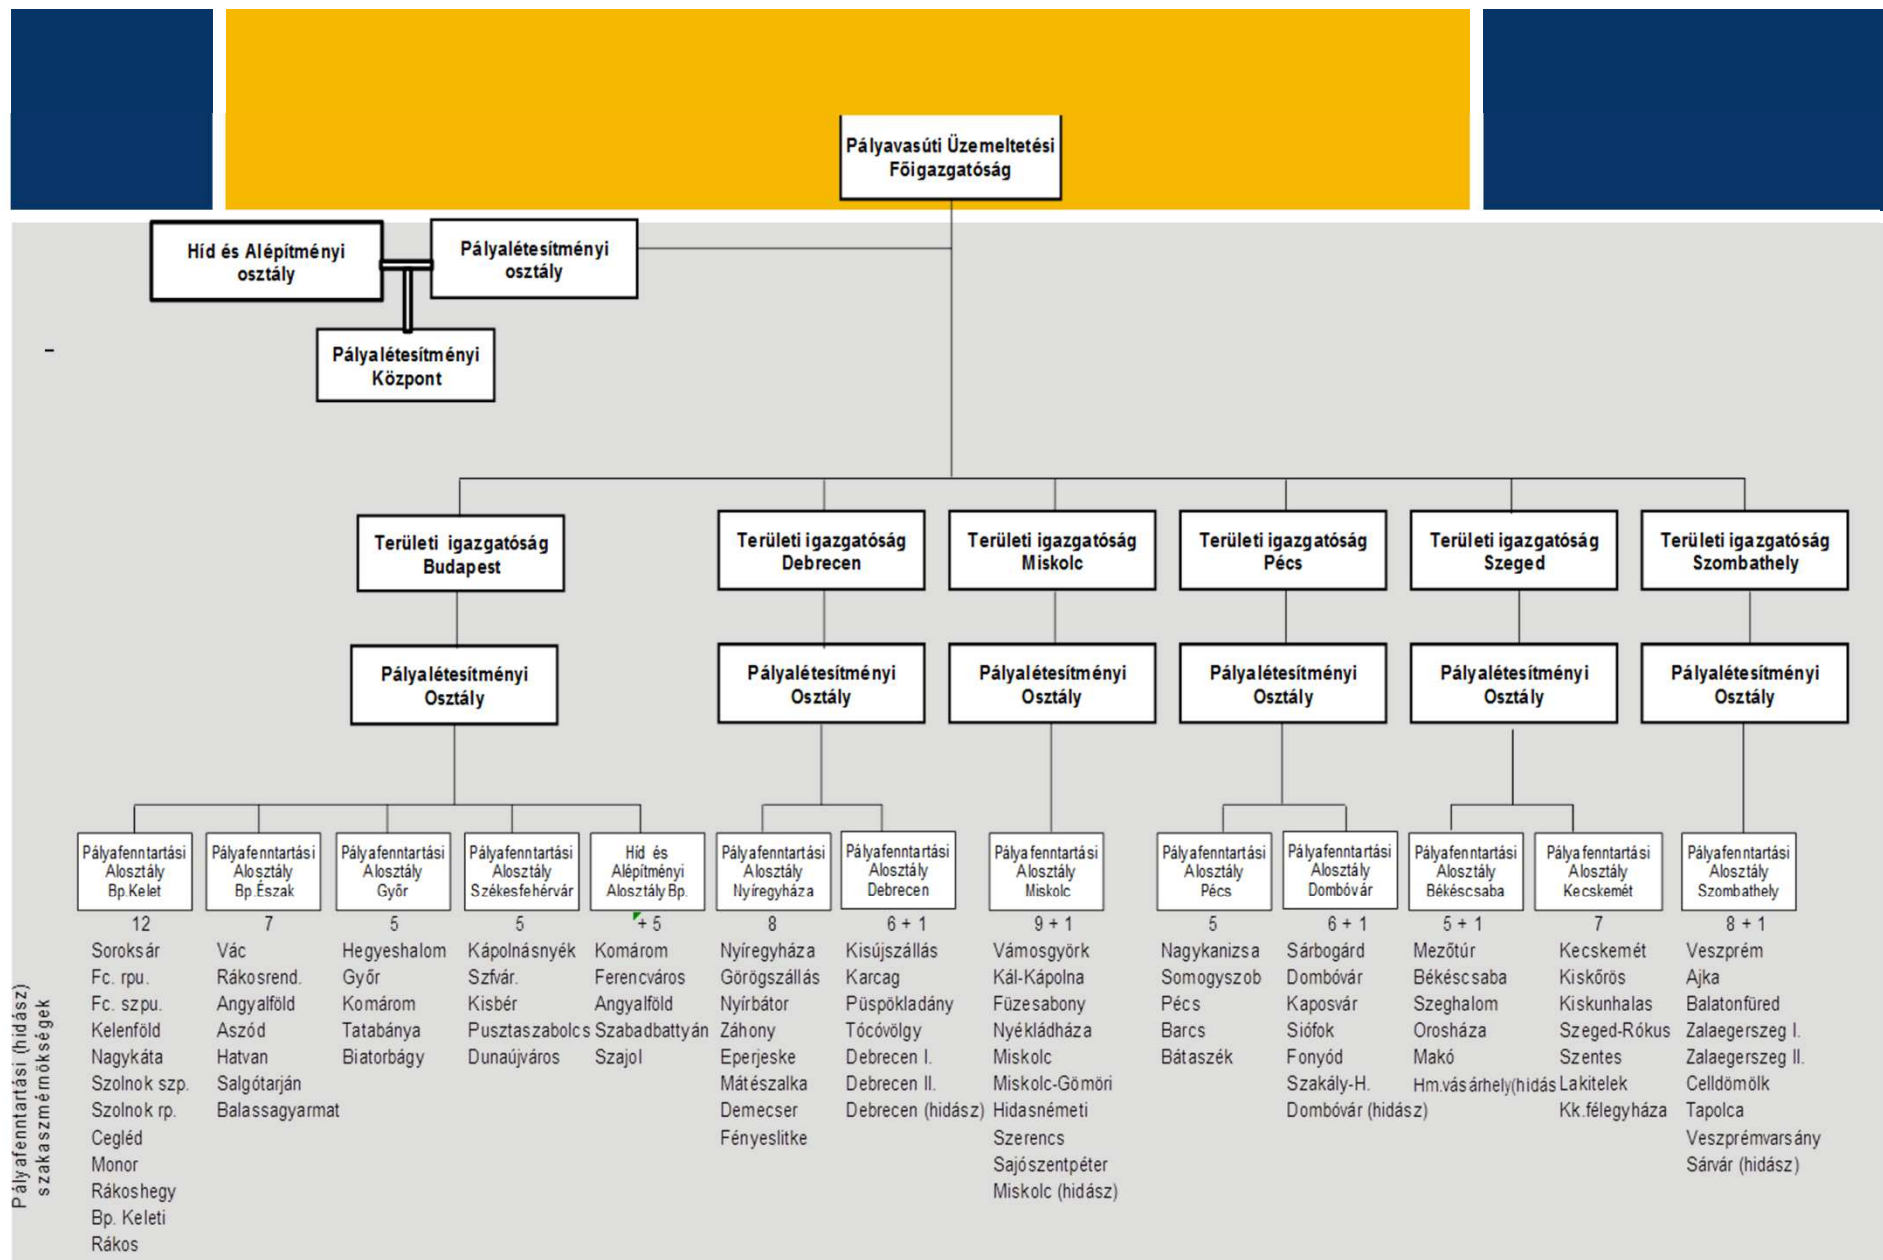 Pályavasúti Üzemeltetési
Főigazgatóság
Híd és Alépítményi
osztály
Pályalétesítményi
osztály
Pályalétesítményi
Központ
Területi igazgatóság
Budapest
Területi igazgatóság
Debrecen
Területi igazgatóság
Miskolc
Területi igazgatóság
Pécs
Területi igazgatóság
Szeged
Területi igazgatóság
Szombathely
Pályalétesítményi
Osztály
Pályalétesítményi
Osztály
Pályalétesítményi
Osztály
Pályalétesítményi
Osztály
Pályalétesítményi
Osztály
Pályalétesítményi
Osztály
Pályafenntartási (hidász)
szakaszmérnökségek
Pályafenntartási
Alosztály
Bp.Kelet
12
Soroksár
Fc. rpu.
Fc. szpu.
Kelenföld
Nagykáta
Szolnok szp.
Szolnok rp.
Cegléd
Monor
Rákoshegy
Bp. Keleti
Rákos
Pályafenntartási
Alosztály
Bp.Észak
7
Vác
Rákosrend.
Angyalföld
Aszód
Hatvan
Salgótarján
Balassagyarmat
Pályafenntartási
Alosztály
Győr
5
Hegyeshalom
Győr
Komárom
Tatabánya
Biatorbágy
Pályafenntartási
Alosztály
Székesfehérvár
5
Kápolnásnyék
Szfvár.
Kisbér
Pusztaszabolcs
Dunaújváros
Híd és
Alépítményi
Alosztály Bp.
+ 5
Komárom
Ferencváros
Angyalföld
Szabadbattyán
Szajol
Pályafenntartási
Alosztály
Nyíregyháza
8
Nyíregyháza
Görögszállás
Nyírbátor
Záhony
Eperjeske
Mátészalka
Demecser
Fényeslitke
Pályafenntartási
Alosztály
Debrecen
6 + 1
Kisújszállás
Karcag
Püspökladány
Tócóvölgy
Debrecen I.
Debrecen II.
Debrecen (hidász)
Pályafenntartási
Alosztály
Miskolc
9 + 1
Vámosgyörk
Kál-Kápolna
Füzesabony
Nyékládháza
Miskolc
Miskolc-Gömöri
Hidasnémeti
Szerencs
Sajószentpéter
Miskolc (hidász)
Pályafenntartási
Alosztály
Pécs
5
Nagykanizsa
Somogyszob
Pécs
Barcs
Bátaszék
Pályafenntartási
Alosztály
Dombóvár
6 + 1
Sárbogárd
Dombóvár
Kaposvár
Siófok
Fonyód
Szakály-H.
Dombóvár (hidász)
Pályafenntartási
Alosztály
Békéscsaba
5 + 1
Mezőtúr
Békéscsaba
Szeghalom
Orosháza
Makó
Hm.vásárhely(hidás
Pályafenntartási
Alosztály
Kecskemét
7
Kecskemét
Kiskőrös
Kiskunhalas
Szeged-Rókus
Szentes
Lakitelek
Kk.félegyháza
Pályafenntartási
Alosztály
Szombathely
8 + 1
Veszprém
Ajka
Balatonfüred
Zalaegerszeg I.
Zalaegerszeg II.
Celldömölk
Tapolca
Veszprémvarsány
Sárvár (hidász)